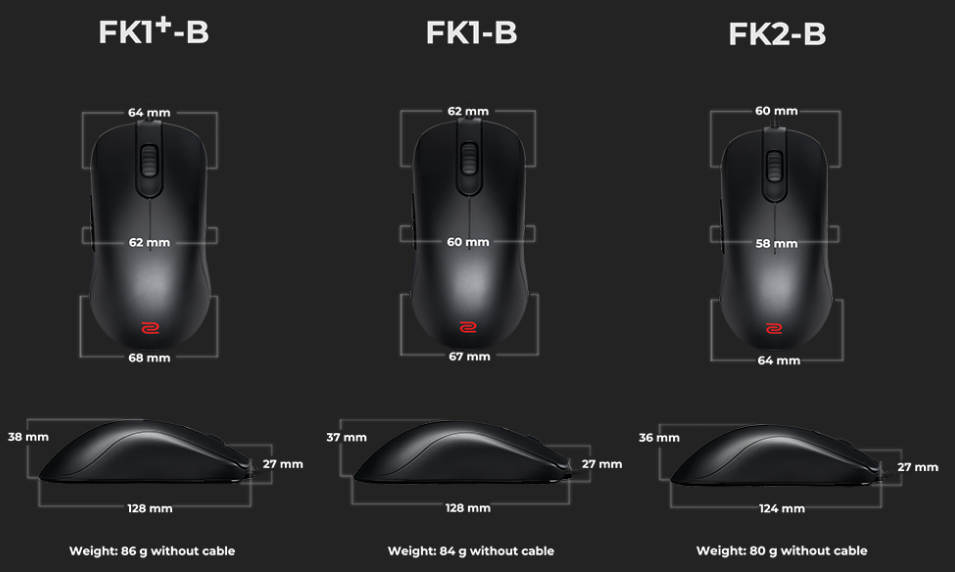 FK1+-B
FK1-B
FK2-B
64 mm
62 mm
60 mm
62 mm
60 mm
58 mm
68 mm
67 mm
64 mm
38 mm
27 mm
128 mm
37 mm
27 mm
128 mm
36 mm
27 mm
124 mm
Weight: 86 g without cable
Weight: 84 g without cable
Weight: 80 g without cable